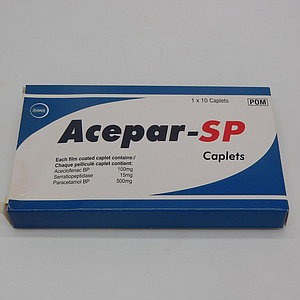 1 x 10 Caplets
POM
Acepar-SP
Caplets
Each film coated caplet contains:/
Chaque pelliculé caplet contient:
Aceclofenac BP 100mg
Serratiopeptidase 15mg
Paracetamol BP 500mg